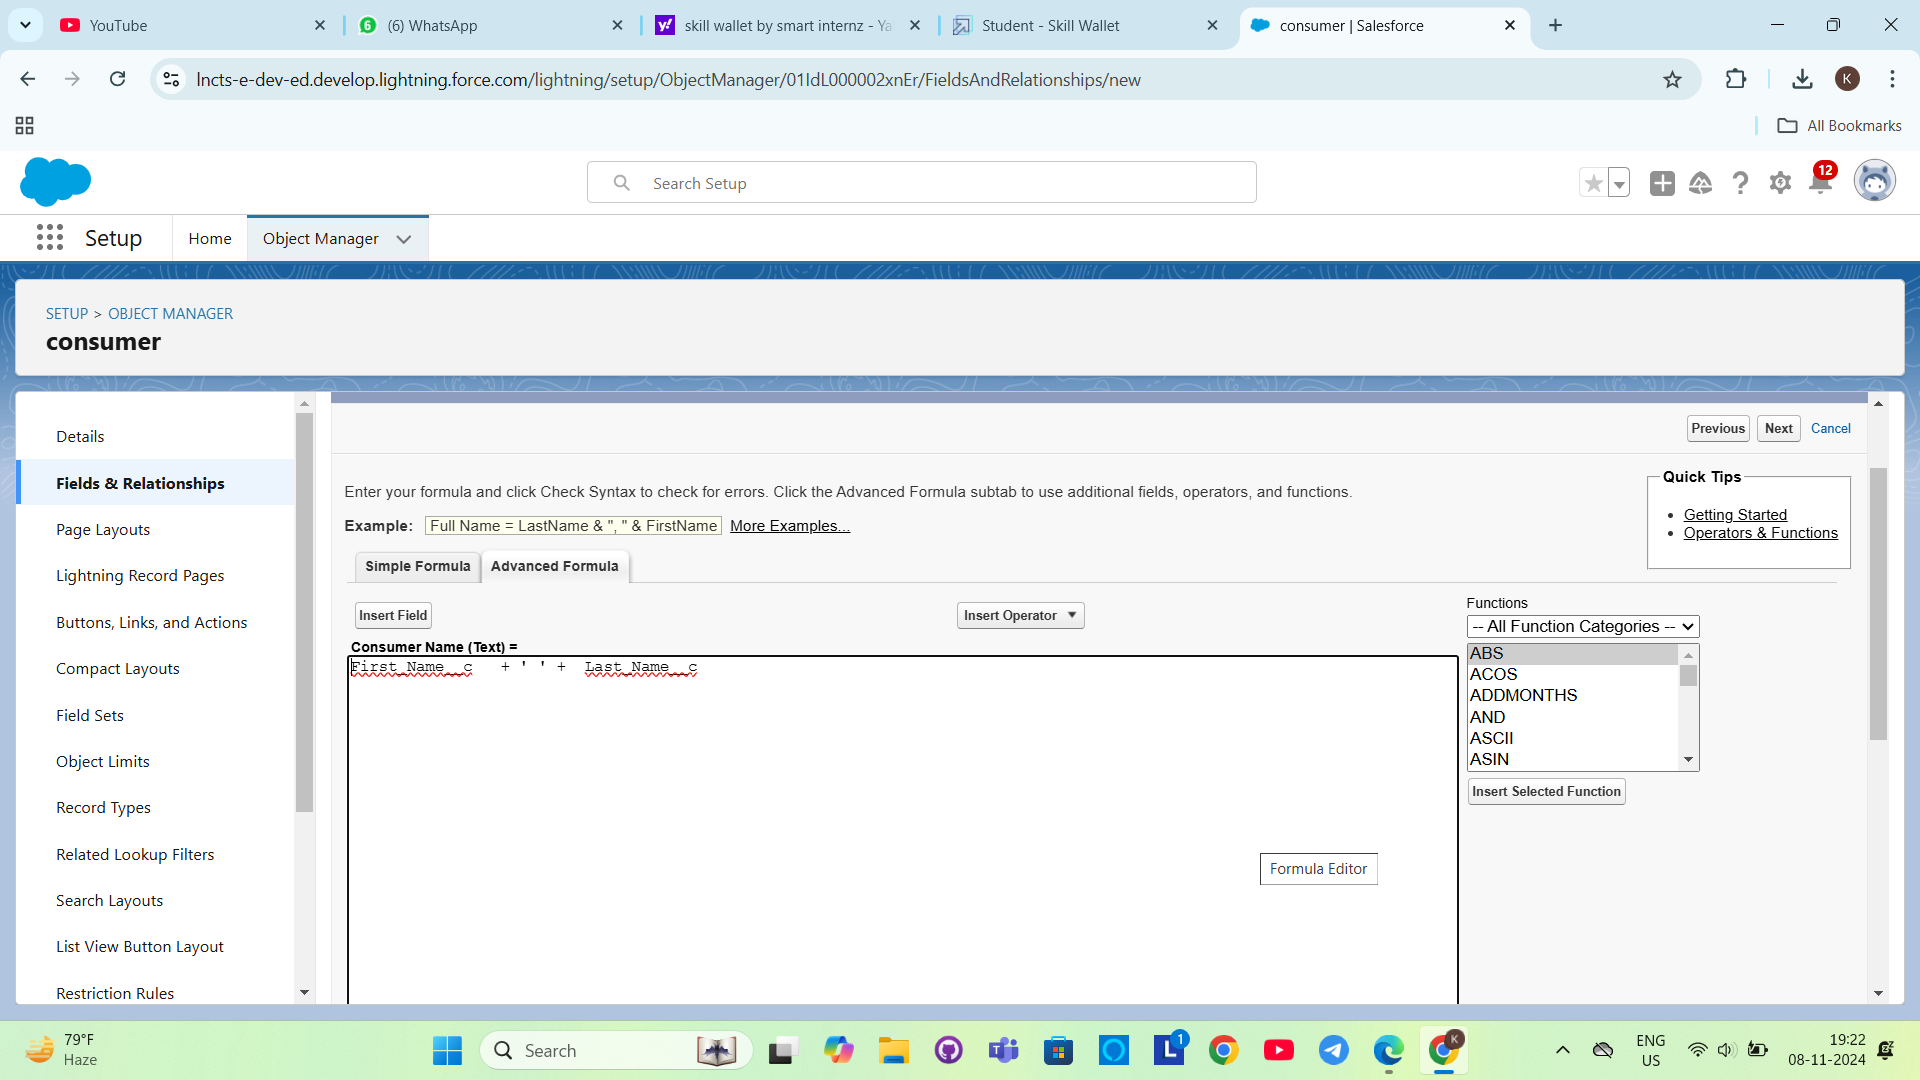 YouTube
6
(6) WhatsApp
y!
skill wallet by smart internz - Ya
Student - Skill Wallet
consumer | Salesforce
lncts-e-dev-ed.develop.lightning.force.com/lightning/setup/ObjectManager/01IdL000002xnEr/FieldsAndRelationships/new
K
All Bookmarks
Search Setup
12
Setup
Home
Object Manager
SETUP > OBJECT MANAGER
consumer
Details
Fields & Relationships
Page Layouts
Lightning Record Pages
Buttons, Links, and Actions
Compact Layouts
Field Sets
Object Limits
Record Types
Related Lookup Filters
Search Layouts
List View Button Layout
Restriction Rules
Previous
Next
Cancel
Enter your formula and click Check Syntax to check for errors. Click the Advanced Formula subtab to use additional fields, operators, and functions.
Example: Full Name = LastName & ", " & FirstName More Examples...
Quick Tips
• Getting Started
• Operators & Functions
Simple Formula
Advanced Formula
Insert Field
Insert Operator
Consumer Name (Text) =
First_Name__c + ' ' + Last_Name__c
Functions
-- All Function Categories --
ABS
ACOS
ADDMONTHS
AND
ASCII
ASIN
Insert Selected Function
Formula Editor
79°F
Haze
Search
L
1
K
ENG
US
19:22
08-11-2024